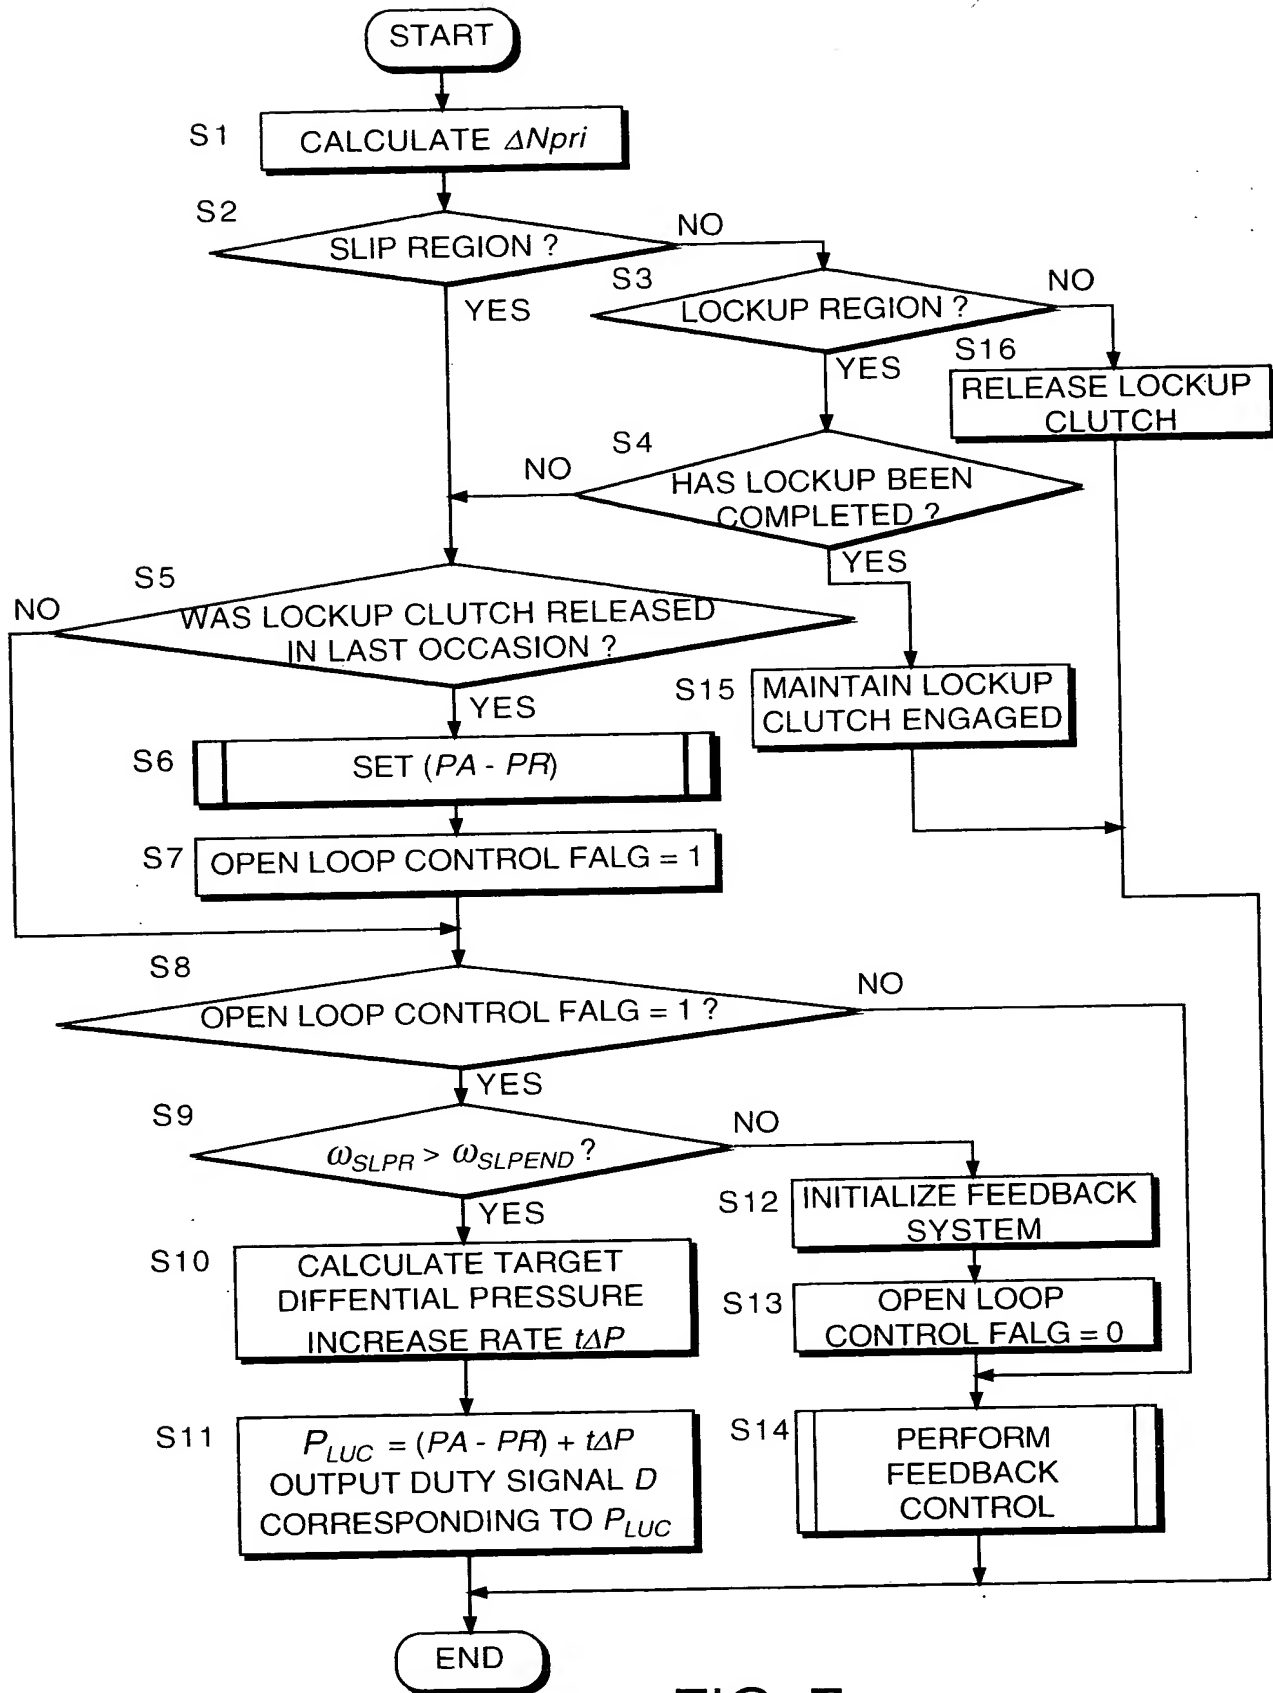 START
S1
CALCULATE ΔNpri
S2
SLIP REGION ?
NO
YES
S3
LOCKUP REGION ?
NO
YES
S16
RELEASE LOCKUP
CLUTCH
S4
HAS LOCKUP BEEN
COMPLETED ?
NO
YES
S5
WAS LOCKUP CLUTCH RELEASED
IN LAST OCCASION ?
NO
YES
S15
MAINTAIN LOCKUP
CLUTCH ENGAGED
S6
SET (PA - PR)
S7
OPEN LOOP CONTROL FALG = 1
S8
OPEN LOOP CONTROL FALG = 1 ?
NO
YES
S9
ωSLPR > ωSLPEND ?
NO
YES
S12
INITIALIZE FEEDBACK
SYSTEM
S10
CALCULATE TARGET
DIFFENTIAL PRESSURE
INCREASE RATE tΔP
S13
OPEN LOOP
CONTROL FALG = 0
S11
PLUC = (PA - PR) + tΔP
OUTPUT DUTY SIGNAL D
CORRESPONDING TO PLUC
S14
PERFORM
FEEDBACK
CONTROL
END